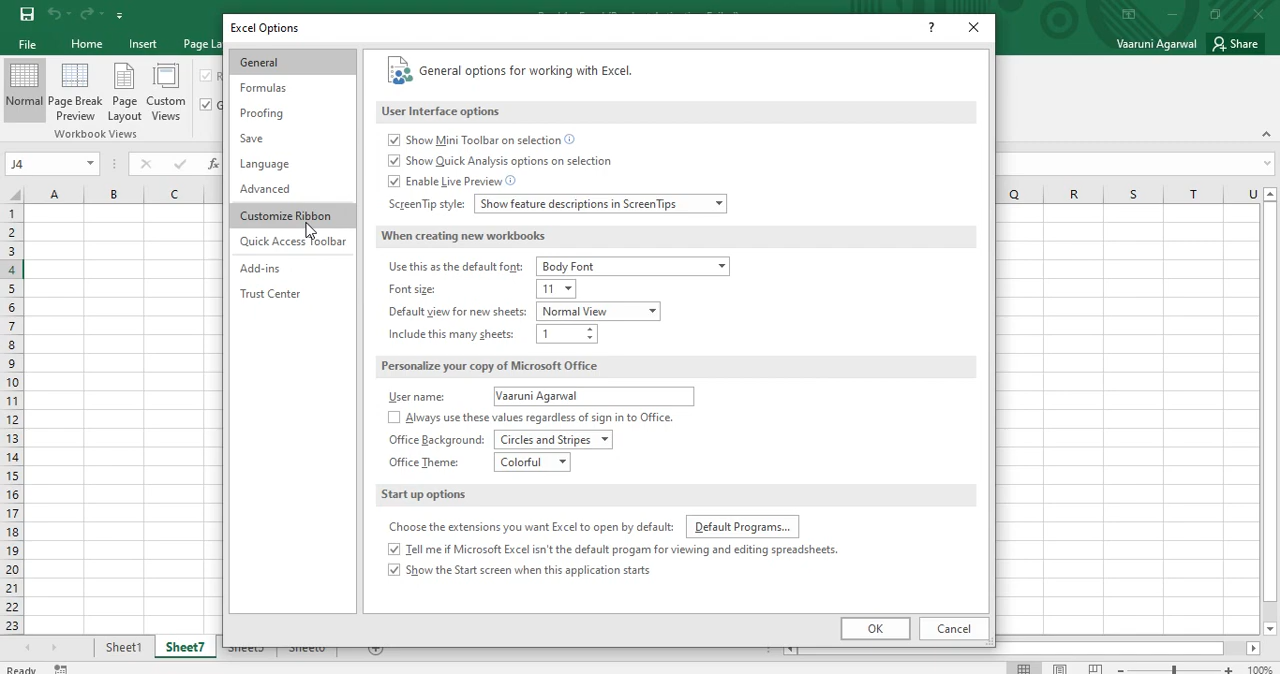 Excel Options
?
File Home Insert Page La
Vaaruni Agarwal Share
Normal Page Break Preview Page Layout Custom Views
Workbook Views
J4
fx
A B C Q R S T U
1
2
3
4
5
6
7
8
9
10
11
12
13
14
15
16
17
18
19
20
21
22
23
General
Formulas
Proofing
Save
Language
Advanced
Customize Ribbon
Quick Access Toolbar
Add-ins
Trust Center
General options for working with Excel.
User Interface options
Show Mini Toolbar on selection
Show Quick Analysis options on selection
Enable Live Preview
ScreenTip style: Show feature descriptions in ScreenTips
When creating new workbooks
Use this as the default font: Body Font
Font size: 11
Default view for new sheets: Normal View
Include this many sheets: 1
Personalize your copy of Microsoft Office
User name: Vaaruni Agarwal
Always use these values regardless of sign in to Office.
Office Background: Circles and Stripes
Office Theme: Colorful
Start up options
Choose the extensions you want Excel to open by default: Default Programs...
Tell me if Microsoft Excel isn't the default progam for viewing and editing spreadsheets.
Show the Start screen when this application starts
OK Cancel
Sheet1 Sheet7
Ready
100%